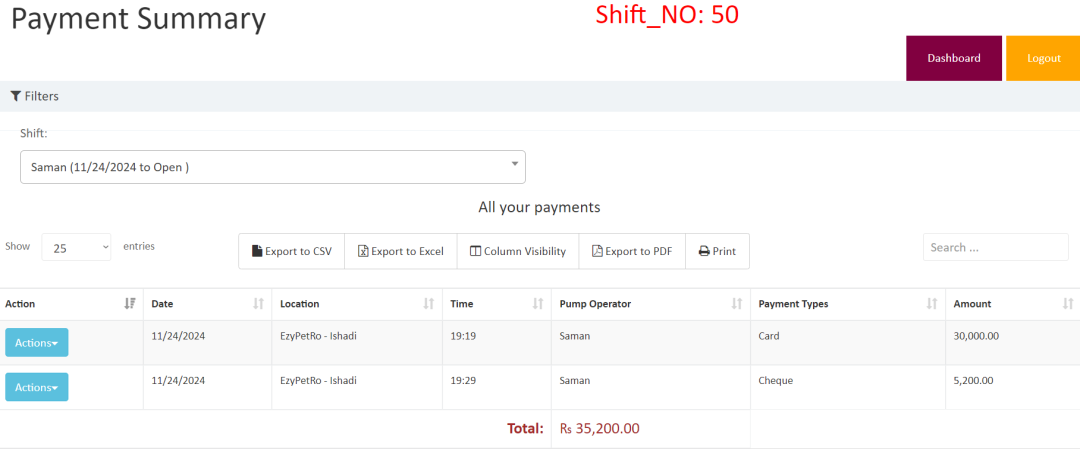 Payment Summary
Shift_NO: 50
Dashboard
Logout
Filters
Shift:
Saman (11/24/2024 to Open )
All your payments
Show 25 entries
Export to CSV Export to Excel Column Visibility Export to PDF Print
Search ...
Action Date Location Time Pump Operator Payment Types Amount
Actions 11/24/2024 EzyPetRo - Ishadi 19:19 Saman Card 30,000.00
Actions 11/24/2024 EzyPetRo - Ishadi 19:29 Saman Cheque 5,200.00
Total: Rs 35,200.00